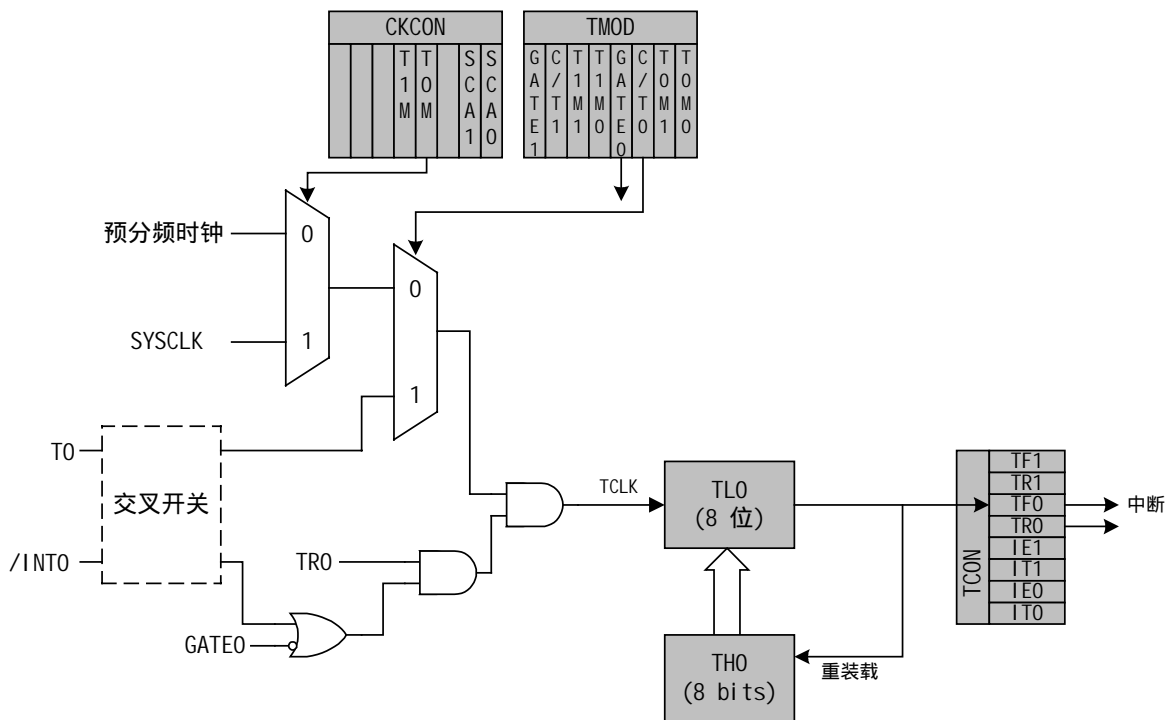 CKCON
T1M
T0M
SCA1
SCA0
TMOD
GATE1
C/T1
T1M1
T1M0
GATE0
C/T0
T0M1
T0M0
预分频时钟
0
SYSCLK
1
0
1
T0
交叉开关
/INT0
TR0
GATE0
TCLK
TL0
(8 位)
TH0
(8 bits)
重装载
TCON
TF1
TR1
TF0
TR0
IE1
IT1
IE0
IT0
中断